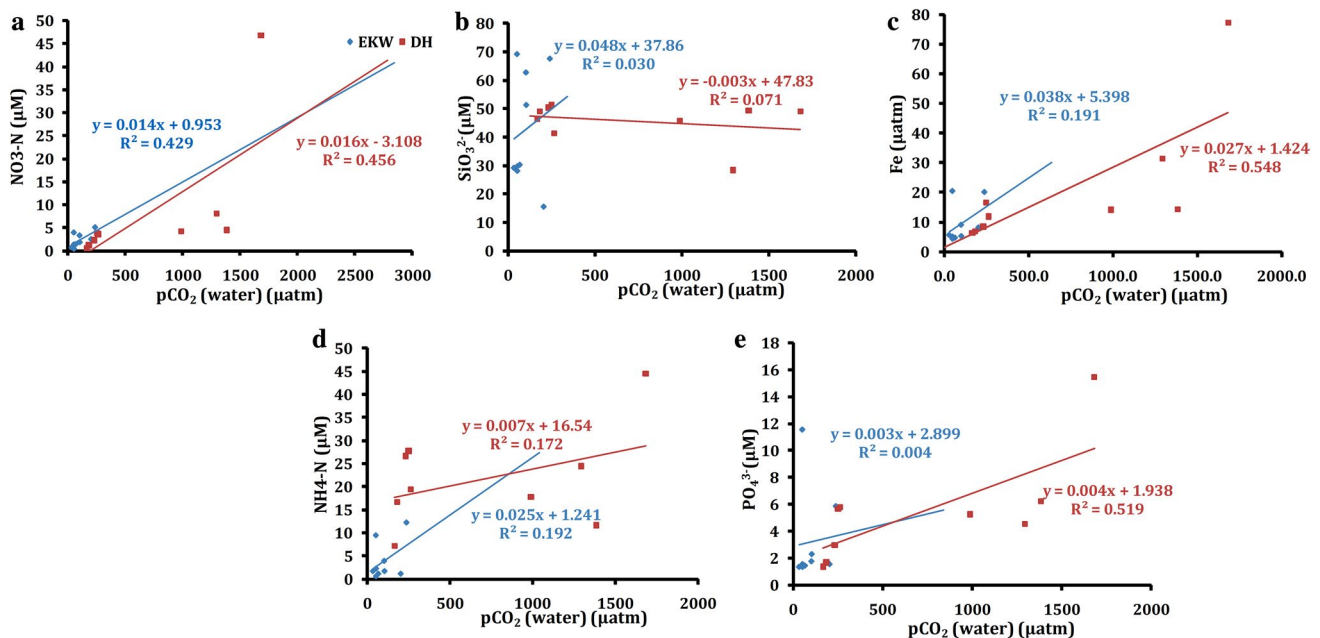 a
50
45
40
35
30
25
20
15
10
5
0
NO3-N (µM)
EKW DH
y = 0.014x + 0.953
R² = 0.429
y = 0.016x - 3.108
R² = 0.456
0 500 1000 1500 2000 2500 3000
pCO₂ (water) (µatm)
b
80
70
60
50
40
30
20
10
0
SiO₃²⁻(µM)
y = 0.048x + 37.86
R² = 0.030
y = -0.003x + 47.83
R² = 0.071
0 500 1000 1500 2000
pCO₂ (water) (µatm)
c
80
70
60
50
40
30
20
10
0
Fe (µatm)
y = 0.038x + 5.398
R² = 0.191
y = 0.027x + 1.424
R² = 0.548
0.0 500.0 1000.0 1500.0 2000.0
pCO₂ (water) (µatm)
d
50
45
40
35
30
25
20
15
10
5
0
NH4-N (µM)
y = 0.007x + 16.54
R² = 0.172
y = 0.025x + 1.241
R² = 0.192
0 500 1000 1500 2000
pCO₂ (water) (µatm)
e
18
16
14
12
10
8
6
4
2
0
PO₄³⁻(µM)
y = 0.003x + 2.899
R² = 0.004
y = 0.004x + 1.938
R² = 0.519
0 500 1000 1500 2000
pCO₂ (water) (µatm)